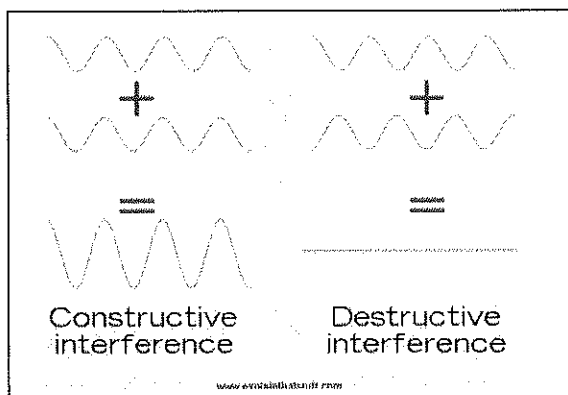 +
+
=
=
Constructive
interference
Destructive
interference